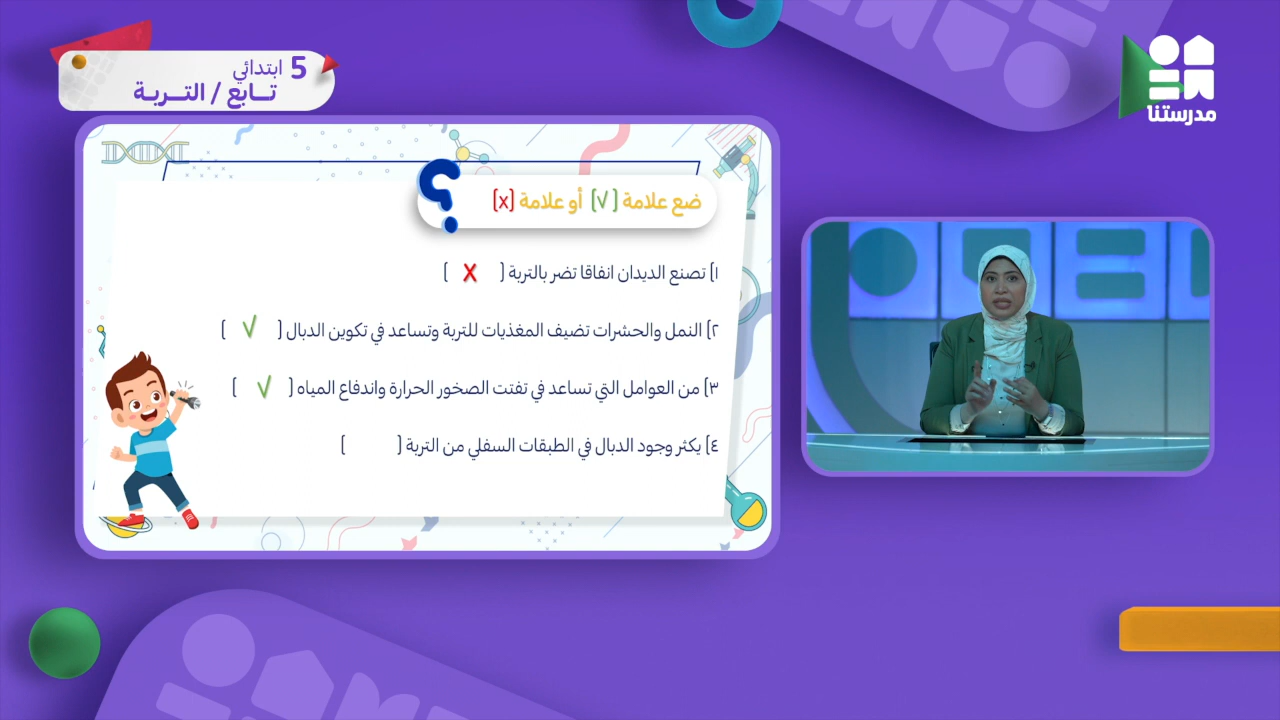 5 ابتدائي
تــابع / التــربـة
مدرستنا
ضع علامة [√] أو علامة [x]
١] تصنع الديدان انفاقا تضر بالتربة [ X ]
٢] النمل والحشرات تضيف المغذيات للتربة وتساعد في تكوين الدبال [ √ ]
٣] من العوامل التي تساعد في تفتت الصخور الحرارة واندفاع المياه [ √ ]
٤] يكثر وجود الدبال في الطبقات السفلي من التربة [ ]